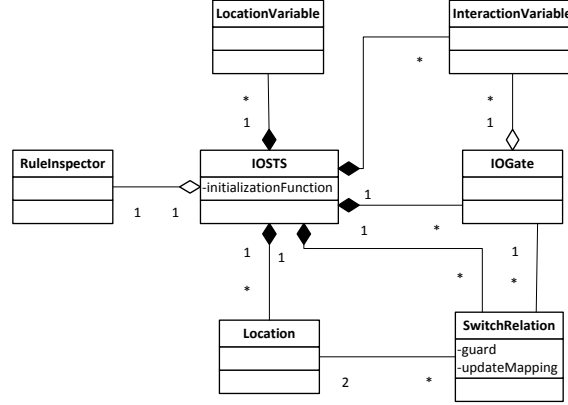 LocationVariable
InteractionVariable
*
*
*
1
1
RuleInspector
IOSTS
-initializationFunction
IOGate
1
1
1
1
*
1
1
1
*
*
*
Location
SwitchRelation
-guard
-updateMapping
2
*